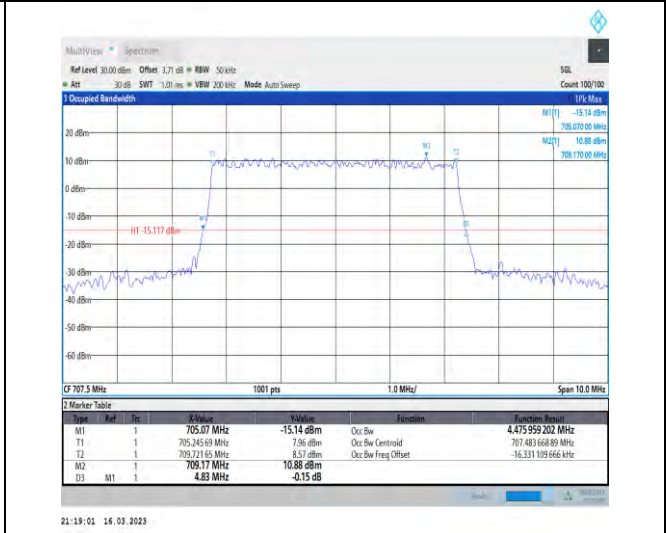 MultiView Spectrum
Ref Level 30.00 dBm Offset 3.71 dB RBW 50 kHz SGL
Att 30 dB SWT 1.01 ms VBW 200 kHz Mode Auto Sweep Count 100/100
1 Occupied Bandwidth 1Pk Max
M1[1] -15.14 dBm
705.070 00 MHz
M2[1] 10.88 dBm
709.170 00 MHz
20 dBm
M2
T1 T2
10 dBm
0 dBm
-10 dBm
H1 -15.117 dBm
-20 dBm
-30 dBm
-40 dBm
-50 dBm
-60 dBm
CF 707.5 MHz 1001 pts 1.0 MHz/ Span 10.0 MHz
2 Marker Table
Type Ref Trc X-Value Y-Value Function Function Result
M1 1 705.07 MHz -15.14 dBm Occ Bw 4.475 959 202 MHz
T1 1 705.245 69 MHz 7.96 dBm Occ Bw Centroid 707.483 668 89 MHz
T2 1 709.721 65 MHz 8.57 dBm Occ Bw Freq Offset -16.331 109 666 kHz
M2 1 709.17 MHz 10.88 dBm
D3 M1 1 4.83 MHz -0.15 dB
21:19:01 16.03.2023